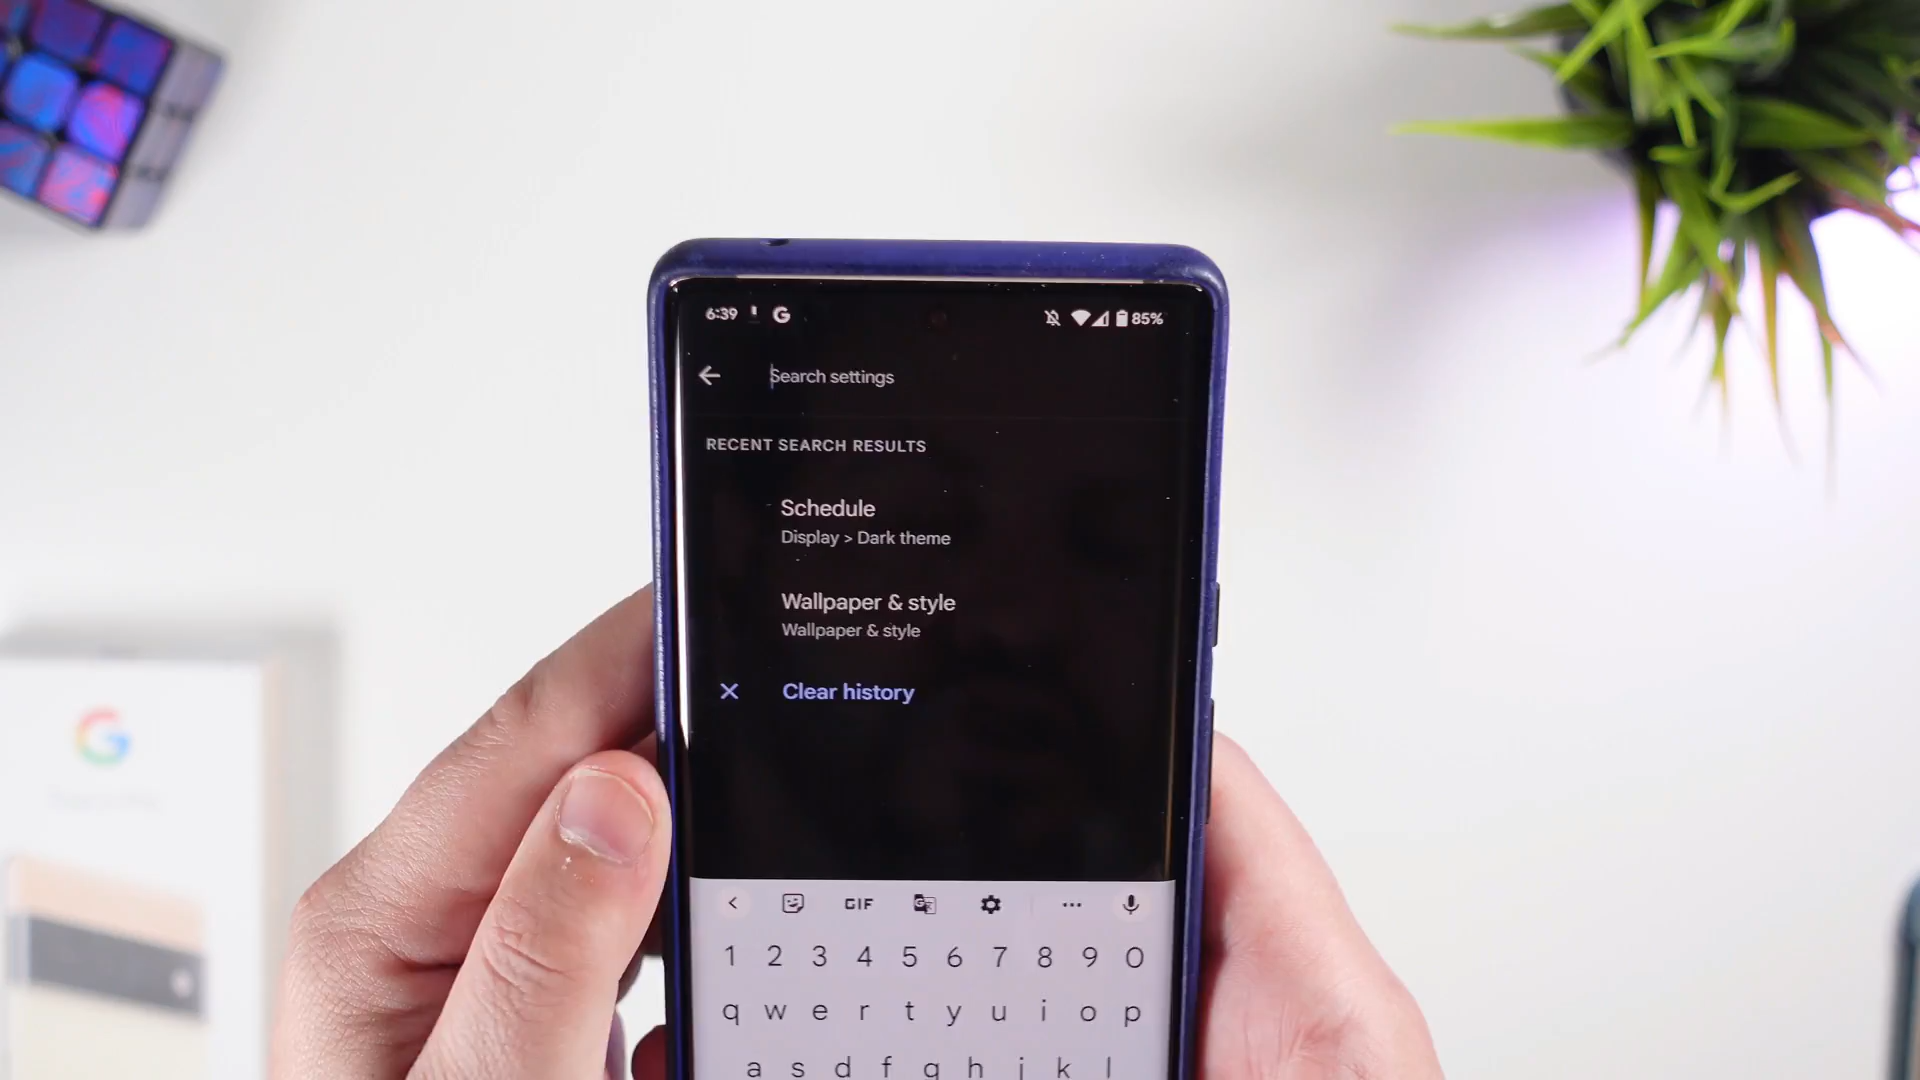 6:39 G 85%
Search settings
RECENT SEARCH RESULTS
Schedule
Display > Dark theme
Wallpaper & style
Wallpaper & style
Clear history
GIF
1 2 3 4 5 6 7 8 9 0
q w e r t y u i o p
a s d f g h j k l
G